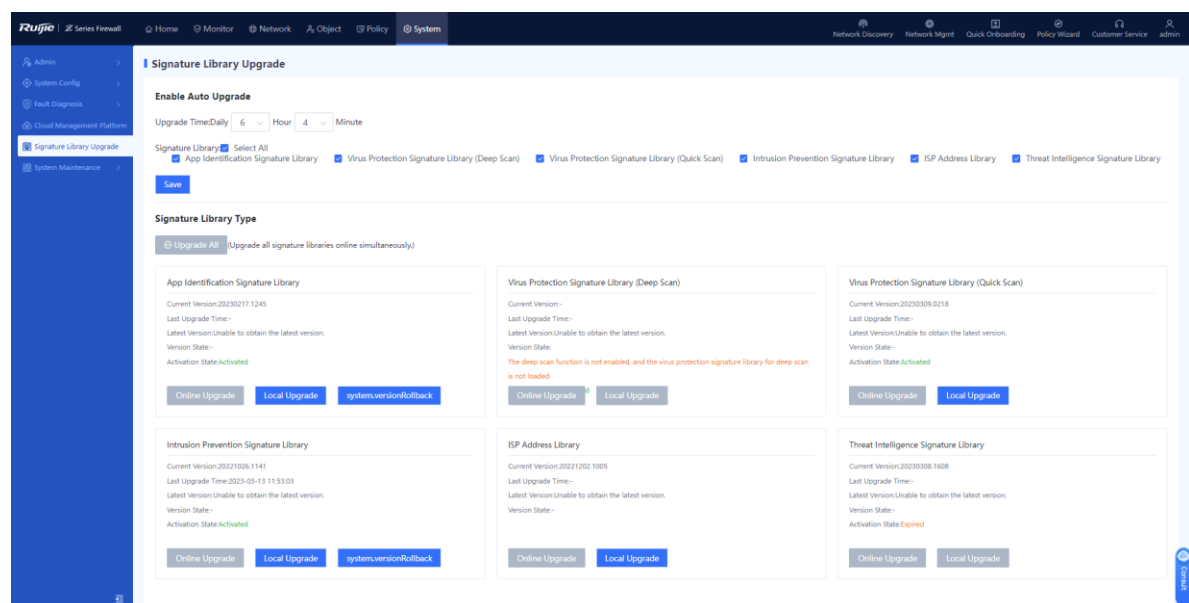 Ruijie | Z Series Firewall Home Monitor Network Object Policy System Network Discovery Network Mgmt Quick Onboarding Policy Wizard Customer Service admin
Admin
System Config
Fault Diagnosis
Cloud Management Platform
Signature Library Upgrade
System Maintenance
Signature Library Upgrade
Enable Auto Upgrade
Upgrade Time:Daily 6 Hour 4 Minute
Signature Library: Select All
App Identification Signature Library Virus Protection Signature Library (Deep Scan) Virus Protection Signature Library (Quick Scan) Intrusion Prevention Signature Library ISP Address Library Threat Intelligence Signature Library
Save
Signature Library Type
Upgrade All (Upgrade all signature libraries online simultaneously.)
App Identification Signature Library
Current Version:20230217.1245
Last Upgrade Time:-
Latest Version:Unable to obtain the latest version.
Version State:-
Activation State:Activated
Online Upgrade Local Upgrade system.versionRollback
Virus Protection Signature Library (Deep Scan)
Current Version:-
Last Upgrade Time:-
Latest Version:Unable to obtain the latest version.
Version State:
The deep scan function is not enabled, and the virus protection signature library for deep scan
is not loaded
Online Upgrade Local Upgrade
Virus Protection Signature Library (Quick Scan)
Current Version:20230309.0218
Last Upgrade Time:-
Latest Version:Unable to obtain the latest version.
Version State:-
Activation State:Activated
Online Upgrade Local Upgrade
Intrusion Prevention Signature Library
Current Version:20221026.1141
Last Upgrade Time:2023-03-13 11:53:03
Latest Version:Unable to obtain the latest version.
Version State:-
Activation State:Activated
Online Upgrade Local Upgrade system.versionRollback
ISP Address Library
Current Version:20221202.1005
Last Upgrade Time:-
Latest Version:Unable to obtain the latest version.
Version State:-
Online Upgrade Local Upgrade
Threat Intelligence Signature Library
Current Version:20230308.1608
Last Upgrade Time:-
Latest Version:Unable to obtain the latest version.
Version State:-
Activation State:Expired
Online Upgrade Local Upgrade
Consult